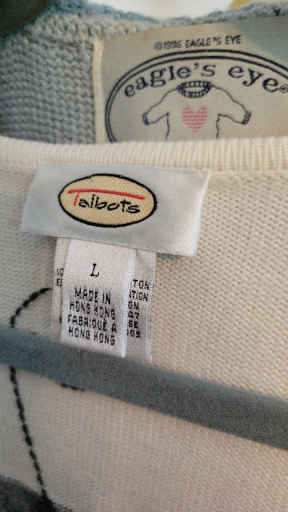 ©1996 EAGLE'S EYE
eagle's eye®
Talbots
L
MADE IN
HONG KONG
FABRIQUÉ A
HONG KONG